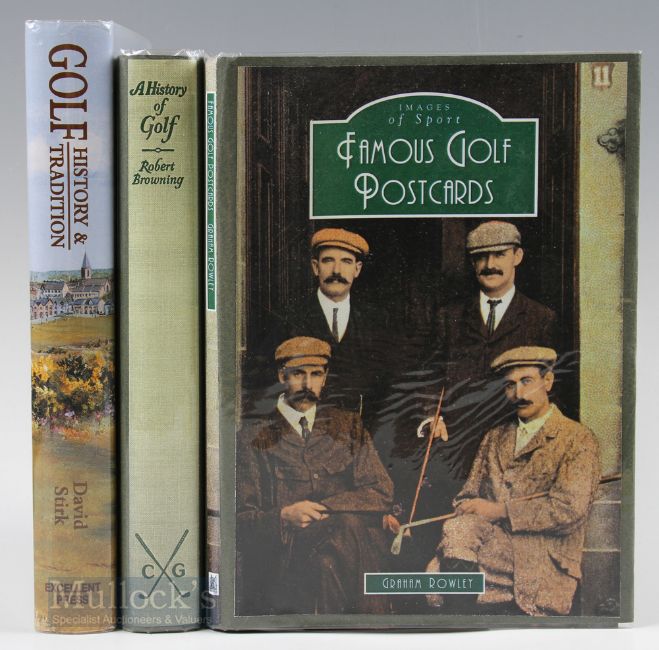 GOLF
HISTORY &
TRADITION
David
Stirk
EXCELLENT
PRESS
A History
of
Golf
Robert
Browning
C G
FAMOUS GOLF POSTCARDS GRAHAM ROWLEY
11
IMAGES
of Sport
FAMOUS GOLF
POSTCARDS
GRAHAM ROWLEY
Mullock's
Specialist Auctioneers & Valuers